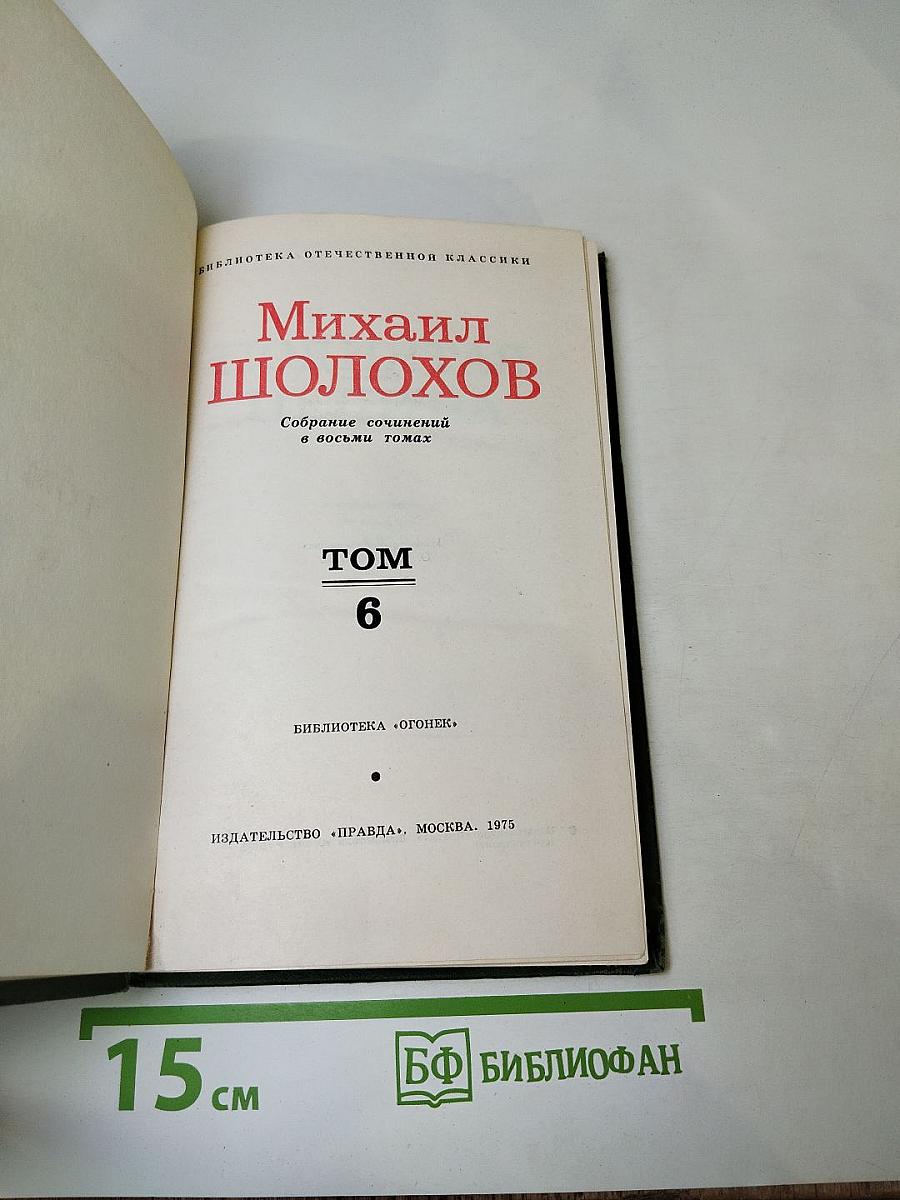 БИБЛИОТЕКА ОТЕЧЕСТВЕННОЙ КЛАССИКИ
Михаил
ШОЛОХОВ
Собрание сочинений
в восьми томах
ТОМ
6
БИБЛИОТЕКА «ОГОНЕК»
ИЗДАТЕЛЬСТВО «ПРАВДА». МОСКВА. 1975
15 см
БФ БИБЛИОФАН